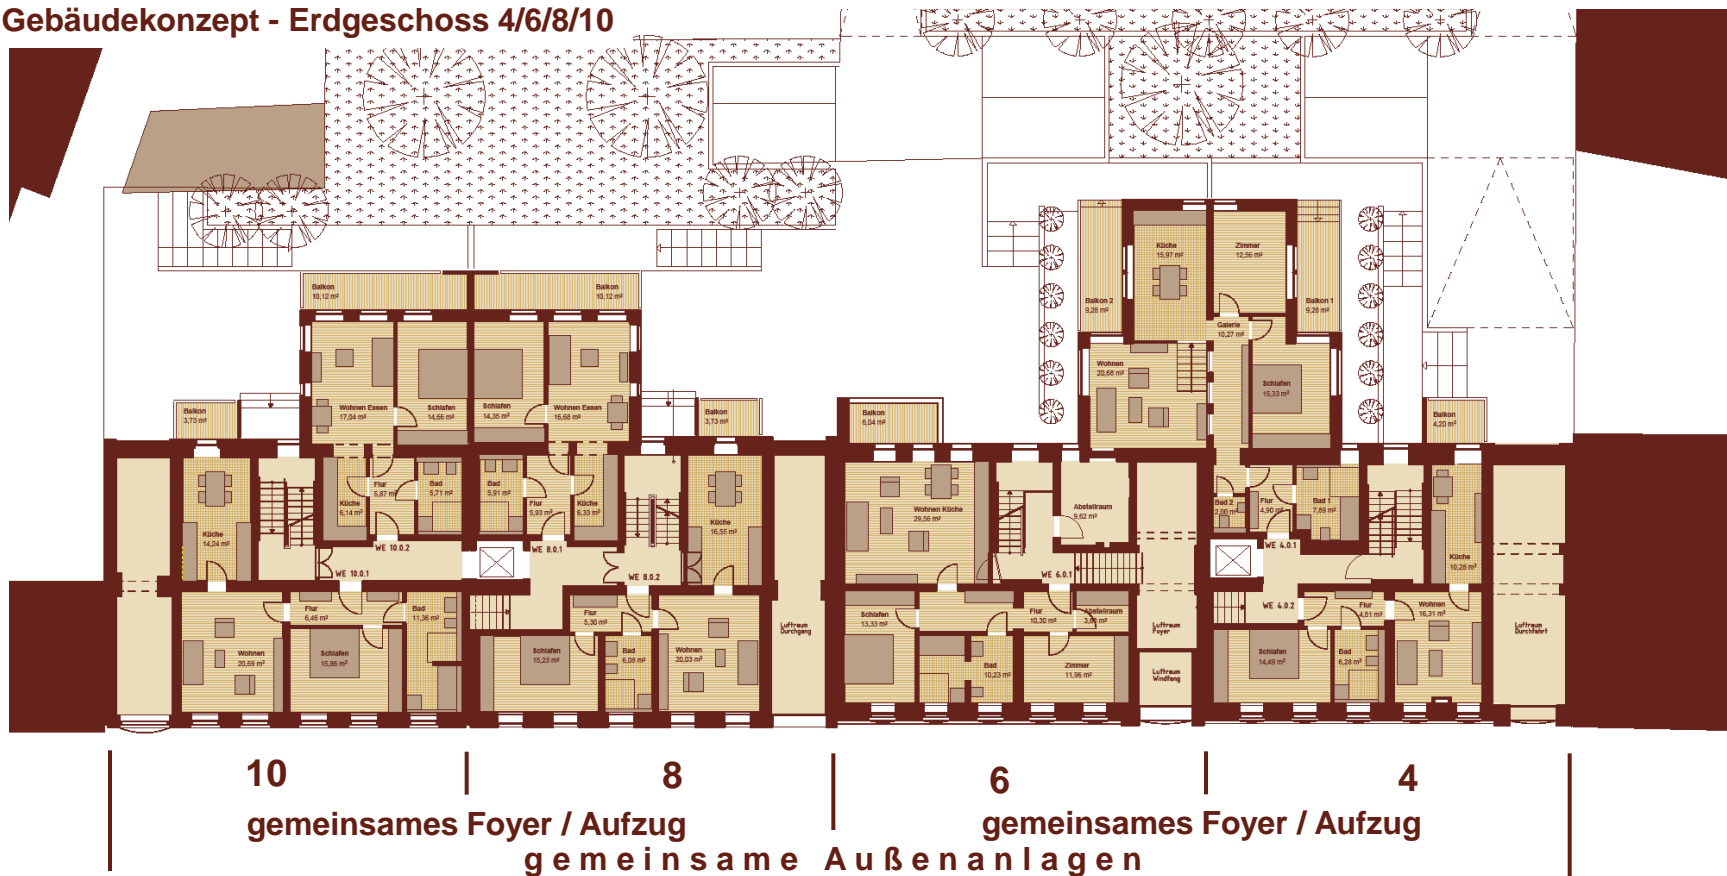 Gebäudekonzept - Erdgeschoss 4/6/8/10
Balkon
10,12 m²
Balkon
10,12 m²
Balkon
3,73 m²
Wohnen Essen
17,04 m²
Schlafen
14,66 m²
Schlafen
14,35 m²
Wohnen Essen
16,68 m²
Balkon
3,73 m²
Küche
14,24 m²
Küche
6,14 m²
Flur
5,87 m²
Bad
5,71 m²
Bad
5,91 m²
Flur
5,93 m²
Küche
6,33 m²
Küche
16,55 m²
WE 10.0.2
WE 10.0.1
WE 8.0.1
WE 8.0.2
Wohnen
20,69 m²
Flur
6,46 m²
Schlafen
15,86 m²
Bad
11,36 m²
Schlafen
15,23 m²
Flur
5,30 m²
Bad
6,08 m²
Wohnen
20,03 m²
Luftraum
Durchgang
Küche
15,97 m²
Zimmer
12,56 m²
Balkon 2
9,28 m²
Balkon 1
9,28 m²
Galerie
10,27 m²
Wohnen
20,68 m²
Schlafen
15,33 m²
Balkon
6,04 m²
Balkon
4,20 m²
Wohnen Küche
29,56 m²
Abstellraum
9,62 m²
Bad 2
2,00 m²
Flur
4,90 m²
Bad 1
7,89 m²
Küche
10,28 m²
WE 6.0.1
WE 4.0.1
WE 4.0.2
Schlafen
13,33 m²
Flur
10,30 m²
Abstellraum
Bad
10,23 m²
Zimmer
11,96 m²
Luftraum
Foyer
Luftraum
Windfang
Schlafen
14,49 m²
Flur
4,81 m²
Bad
6,28 m²
Wohnen
16,31 m²
Luftraum
Durchfahrt
10
8
6
4
gemeinsames Foyer / Aufzug
gemeinsames Foyer / Aufzug
gemeinsame Außenanlagen